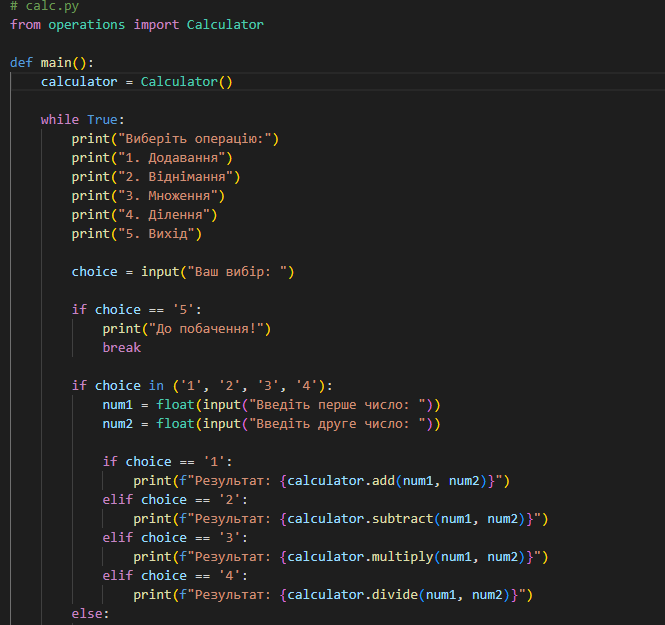 # calc.py
from operations import Calculator
def main():
calculator = Calculator()
while True:
print("Виберіть операцію:")
print("1. Додавання")
print("2. Віднімання")
print("3. Множення")
print("4. Ділення")
print("5. Вихід")
choice = input("Ваш вибір: ")
if choice == '5':
print("До побачення!")
break
if choice in ('1', '2', '3', '4'):
num1 = float(input("Введіть перше число: "))
num2 = float(input("Введіть друге число: "))
if choice == '1':
print(f"Результат: {calculator.add(num1, num2)}")
elif choice == '2':
print(f"Результат: {calculator.subtract(num1, num2)}")
elif choice == '3':
print(f"Результат: {calculator.multiply(num1, num2)}")
elif choice == '4':
print(f"Результат: {calculator.divide(num1, num2)}")
else: